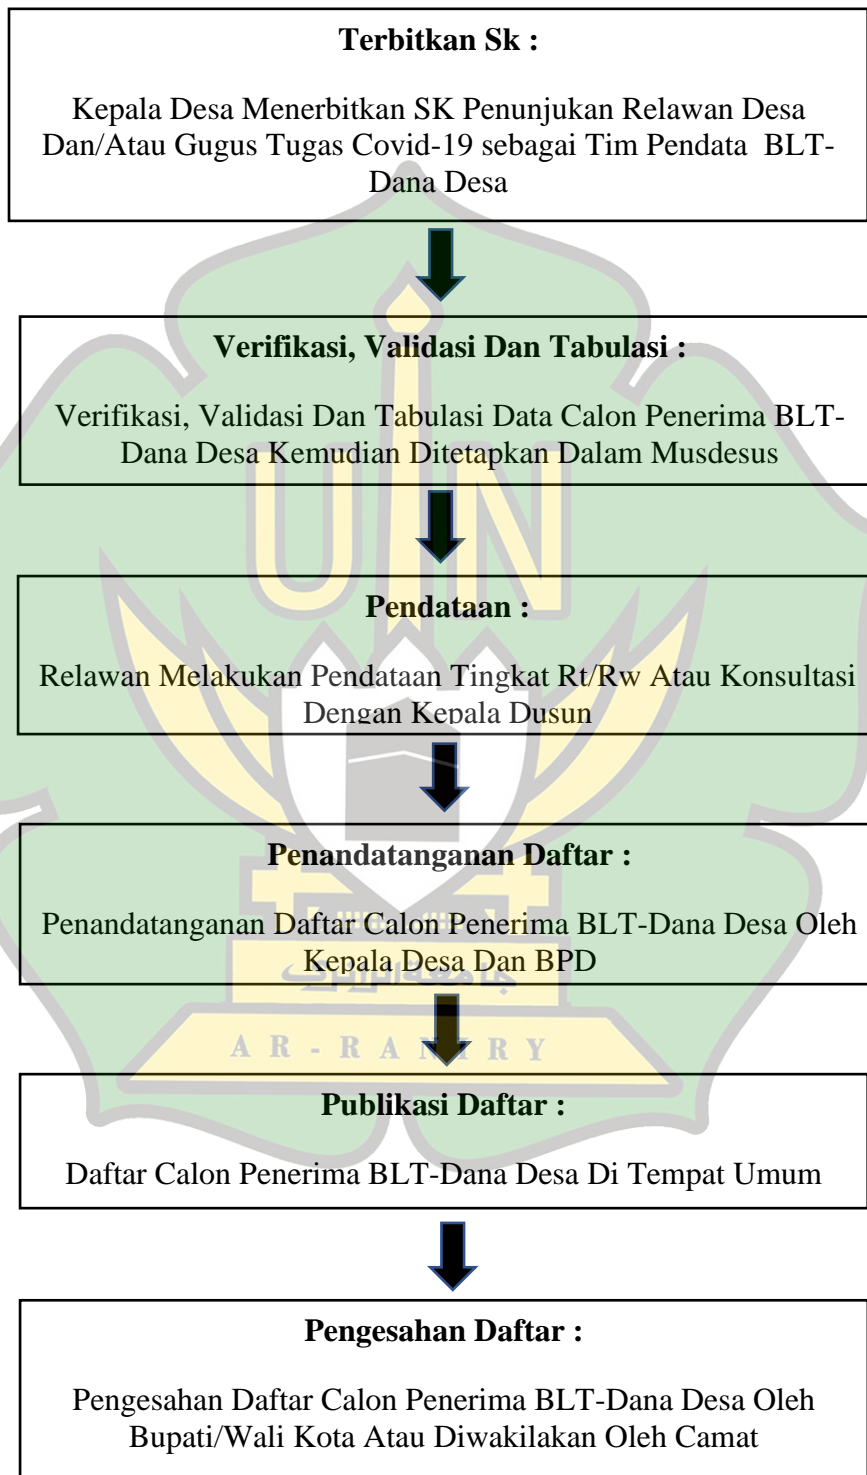 Terbitkan Sk :
Kepala Desa Menerbitkan SK Penunjukan Relawan Desa
Dan/Atau Gugus Tugas Covid-19 sebagai Tim Pendata BLT-
Dana Desa
Verifikasi, Validasi Dan Tabulasi :
Verifikasi, Validasi Dan Tabulasi Data Calon Penerima BLT-
Dana Desa Kemudian Ditetapkan Dalam Musdesus
UIN
Pendataan :
Relawan Melakukan Pendataan Tingkat Rt/Rw Atau Konsultasi
Dengan Kepala Dusun
Penandatanganan Daftar :
Penandatanganan Daftar Calon Penerima BLT-Dana Desa Oleh
Kepala Desa Dan BPD
جامعة الرانيري
AR-RANIRY
Publikasi Daftar :
Daftar Calon Penerima BLT-Dana Desa Di Tempat Umum
Pengesahan Daftar :
Pengesahan Daftar Calon Penerima BLT-Dana Desa Oleh
Bupati/Wali Kota Atau Diwakilakan Oleh Camat